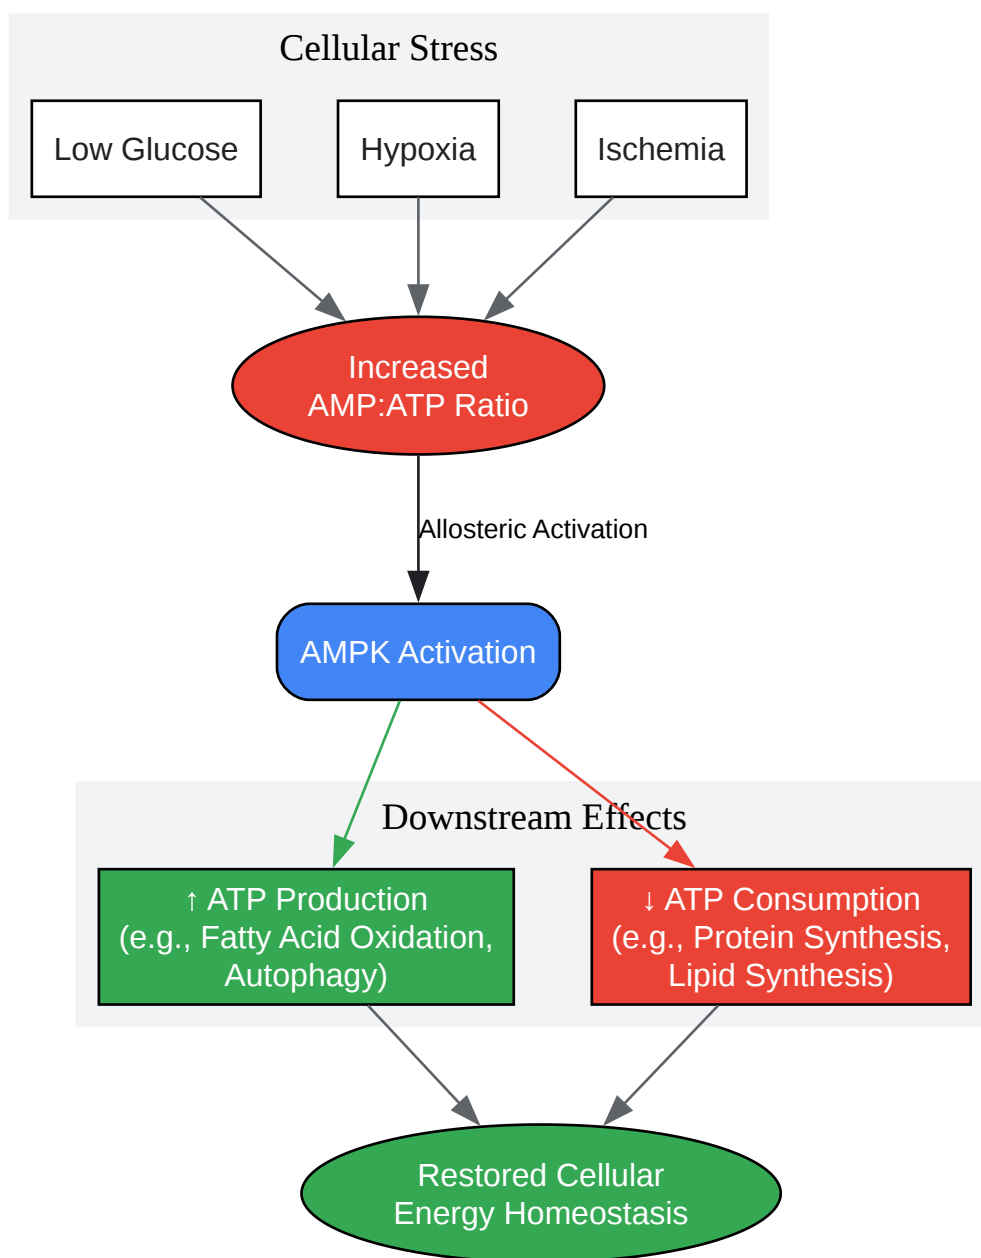 Cellular Stress
Low Glucose
Hypoxia
Ischemia
Increased
AMP:ATP Ratio
Allosteric Activation
AMPK Activation
Downstream Effects
↑ ATP Production
(e.g., Fatty Acid Oxidation,
Autophagy)
↓ ATP Consumption
(e.g., Protein Synthesis,
Lipid Synthesis)
Restored Cellular
Energy Homeostasis